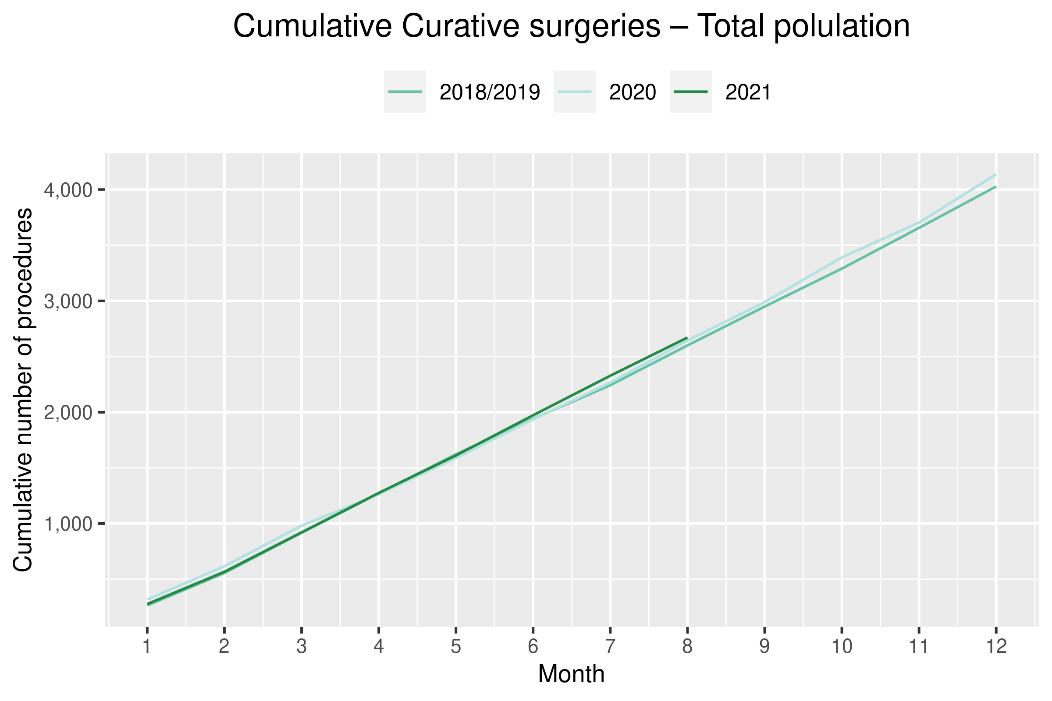 Cumulative Curative surgeries – Total polulation
2018/2019 2020 2021
Cumulative number of procedures
4,000
3,000
2,000
1,000
1 2 3 4 5 6 7 8 9 10 11 12
Month